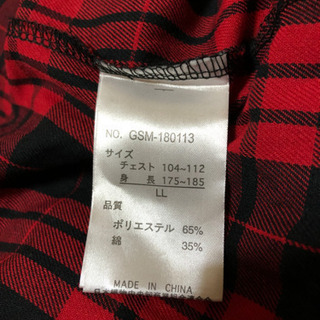 NO. GSM-180113
サイズ
チェスト 104~112
身 長 175~185
LL
品質
ポリエステル 65%
綿 35%
MADE IN CHINA